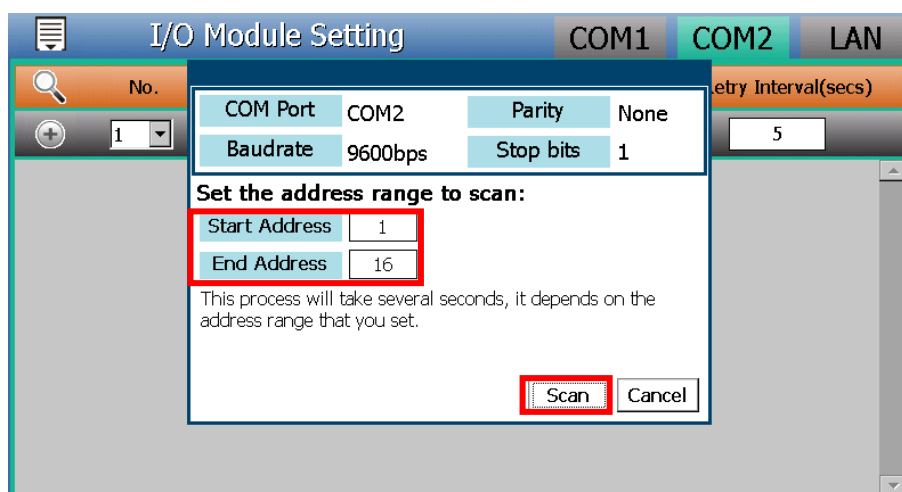 I/O Module Setting COM1 COM2 LAN
No. etry Interval(secs)
1 5
COM Port COM2 Parity None
Baudrate 9600bps Stop bits 1
Set the address range to scan:
Start Address 1
End Address 16
This process will take several seconds, it depends on the
address range that you set.
Scan Cancel